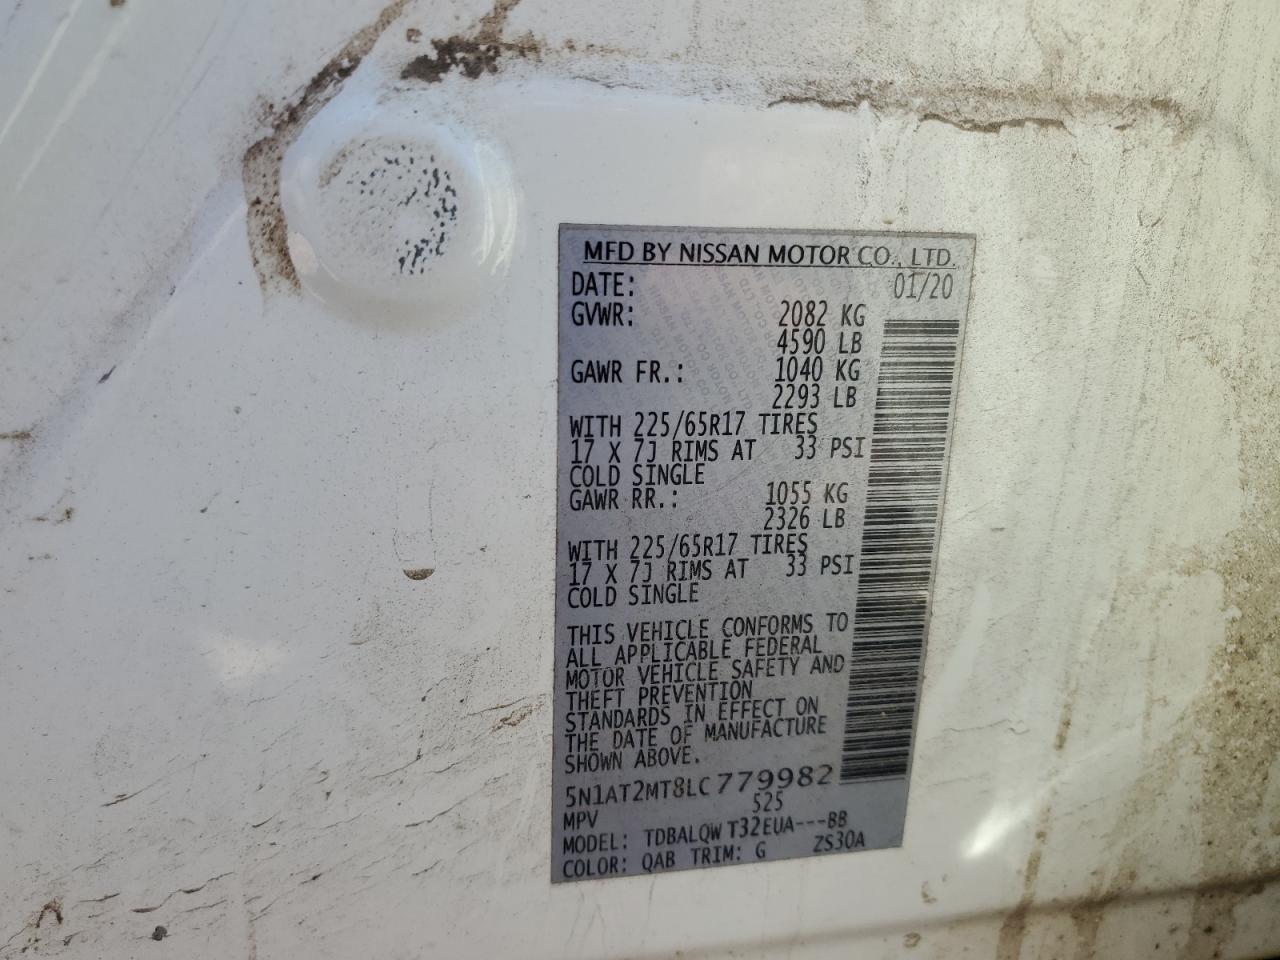 MFD BY NISSAN MOTOR CO., LTD.
DATE: 01/20
GVWR: 2082 KG
4590 LB
GAWR FR.: 1040 KG
2293 LB
WITH 225/65R17 TIRES
17 X 7J RIMS AT 33 PSI
COLD SINGLE
GAWR RR.: 1055 KG
2326 LB
WITH 225/65R17 TIRES
17 X 7J RIMS AT 33 PSI
COLD SINGLE
THIS VEHICLE CONFORMS TO
ALL APPLICABLE FEDERAL
MOTOR VEHICLE SAFETY AND
THEFT PREVENTION
STANDARDS IN EFFECT ON
THE DATE OF MANUFACTURE
SHOWN ABOVE.
5N1AT2MT8LC779982
MPV 525
MODEL: TDBALQW T32EUA---BB
COLOR: QAB TRIM: G ZS30A